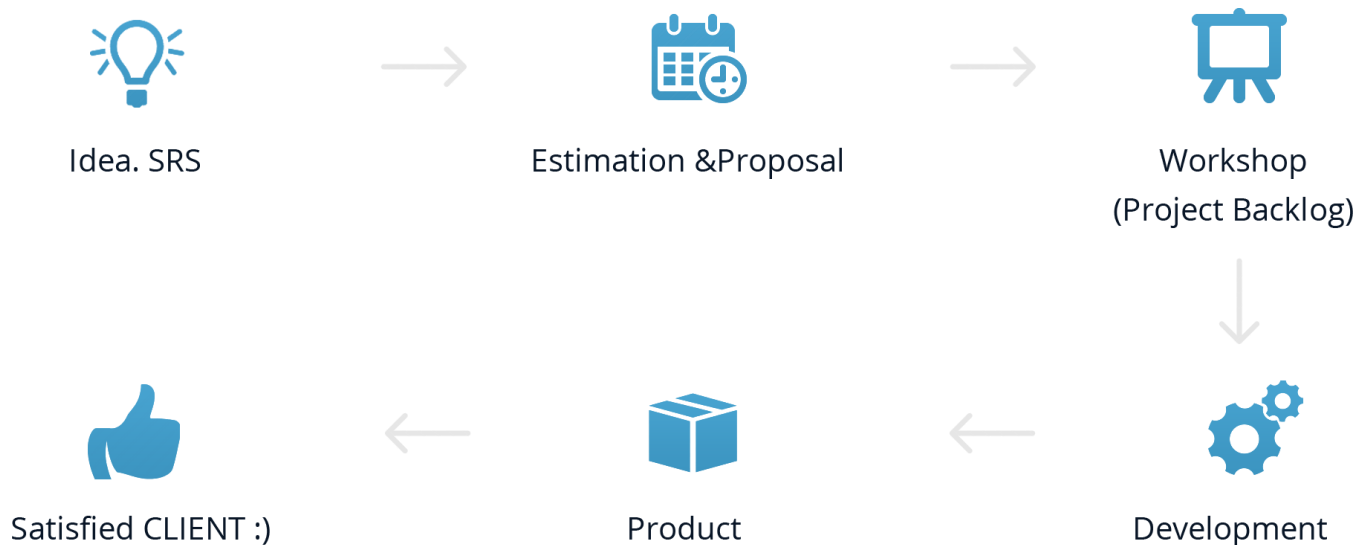 Idea. SRS
Estimation &Proposal
Workshop
(Project Backlog)
Satisfied CLIENT :)
Product
Development